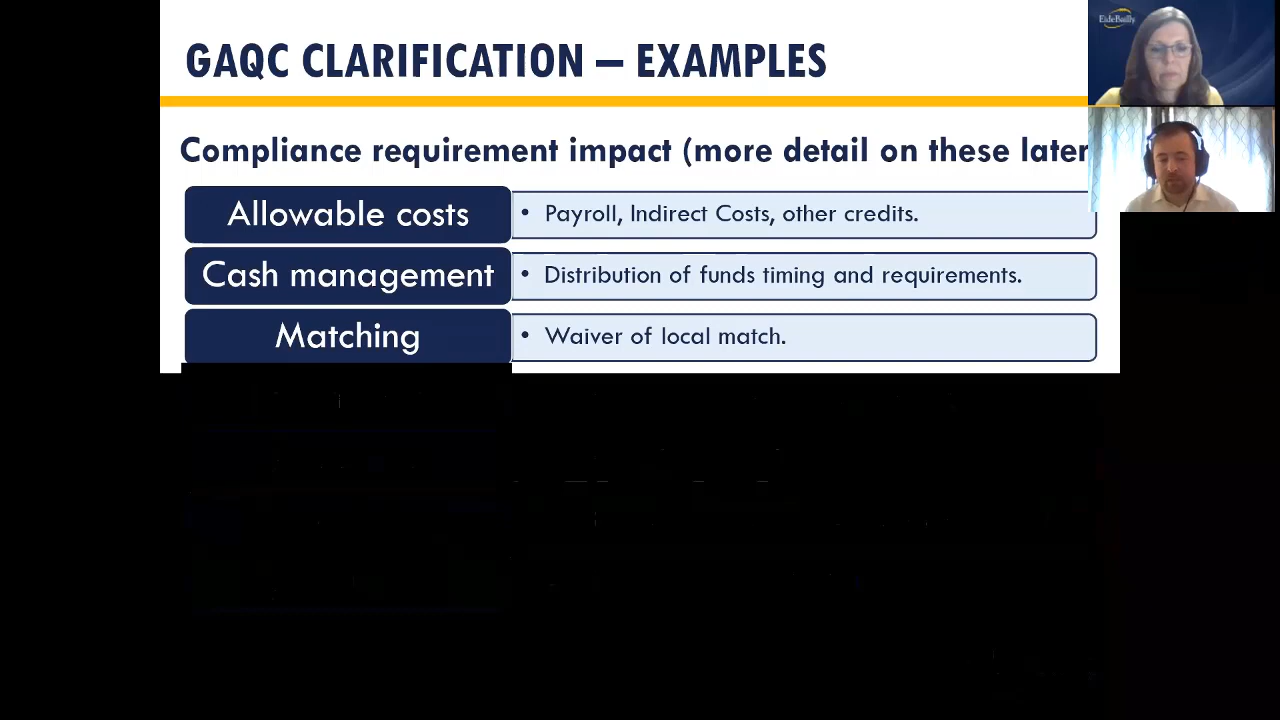 GAQC CLARIFICATION – EXAMPLES
EideBailly
Compliance requirement impact (more detail on these later
Allowable costs
• Payroll, Indirect Costs, other credits.
Cash management
• Distribution of funds timing and requirements.
Matching
• Waiver of local match.